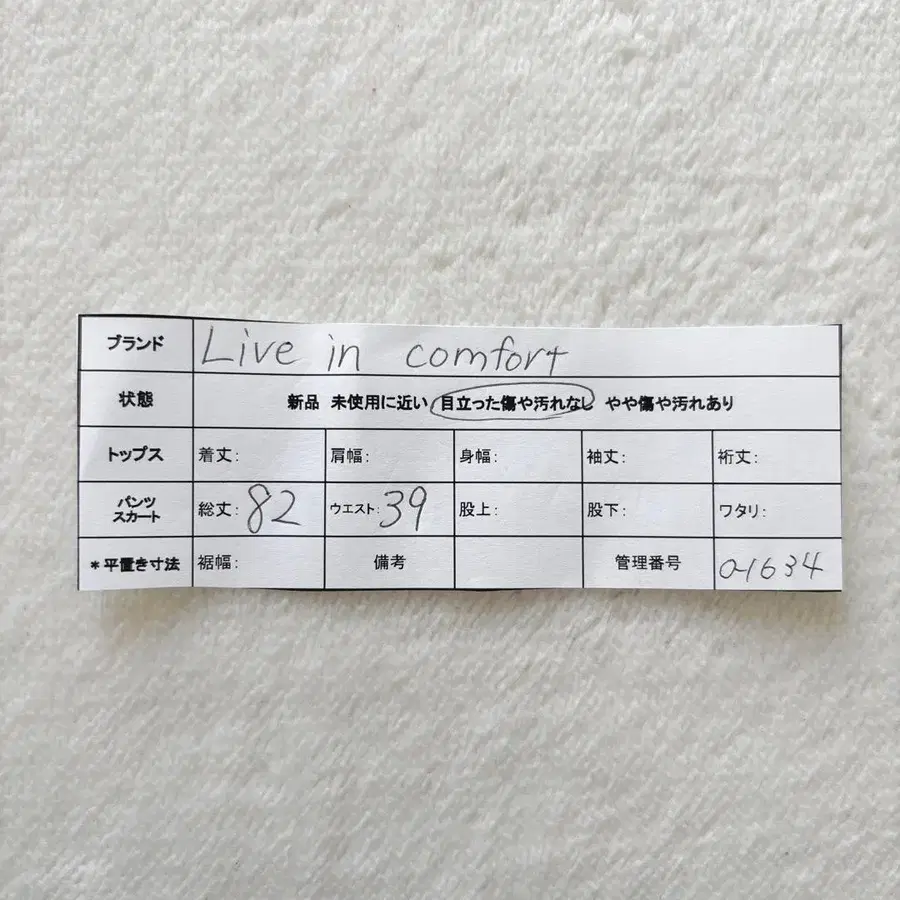 ブランド Live in comfort
状態 新品 未使用に近い 目立った傷や汚れなし やや傷や汚れあり
トップス 着丈: 肩幅: 身幅: 袖丈: 裄丈:
パンツ
スカート 総丈: 82 ウエスト: 39 股上: 股下: ワタリ:
*平置き寸法 裾幅: 備考 管理番号 0-1634